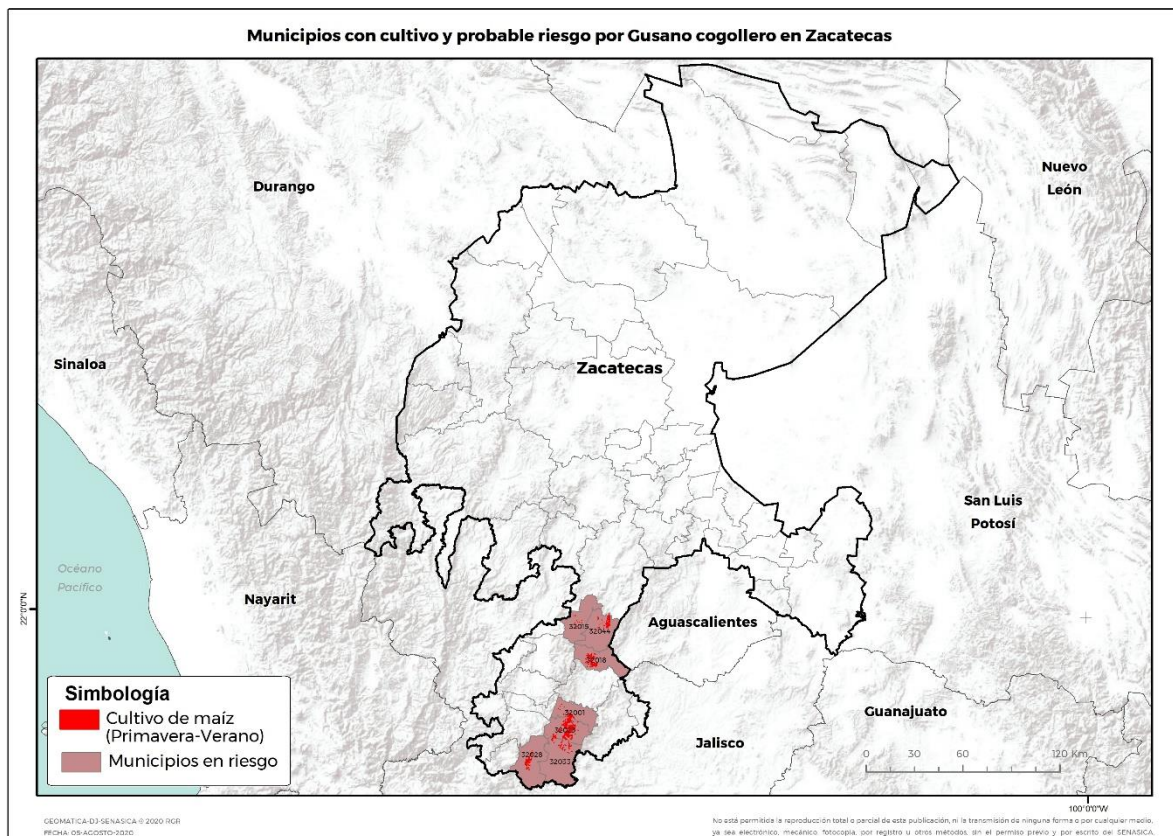 Municipios con cultivo y probable riesgo por Gusano cogollero en Zacatecas
Nuevo
León
Durango
Sinaloa
Zacatecas
San Luis
Potosí
Océano
Pacífico
Nayarit
22°0'0"N
Aguascalientes
32015
32044
32018
Simbología
Cultivo de maíz
(Primavera-Verano)
Municipios en riesgo
32001
32028
32033
Guanajuato
Jalisco
0 30 60 120 Km
100°0'0"W
GEOMATICA-DJ-SENASICA © 2020 RGR
FECHA: 05-AGOSTO-2020
No está permitida la reproducción total o parcial de esta publicación, ni la transmisión de ninguna forma o por cualquier medio,
ya sea electrónico, mecánico, fotocopia, por registro u otros métodos, sin el permiso previo y por escrito del SENASICA.